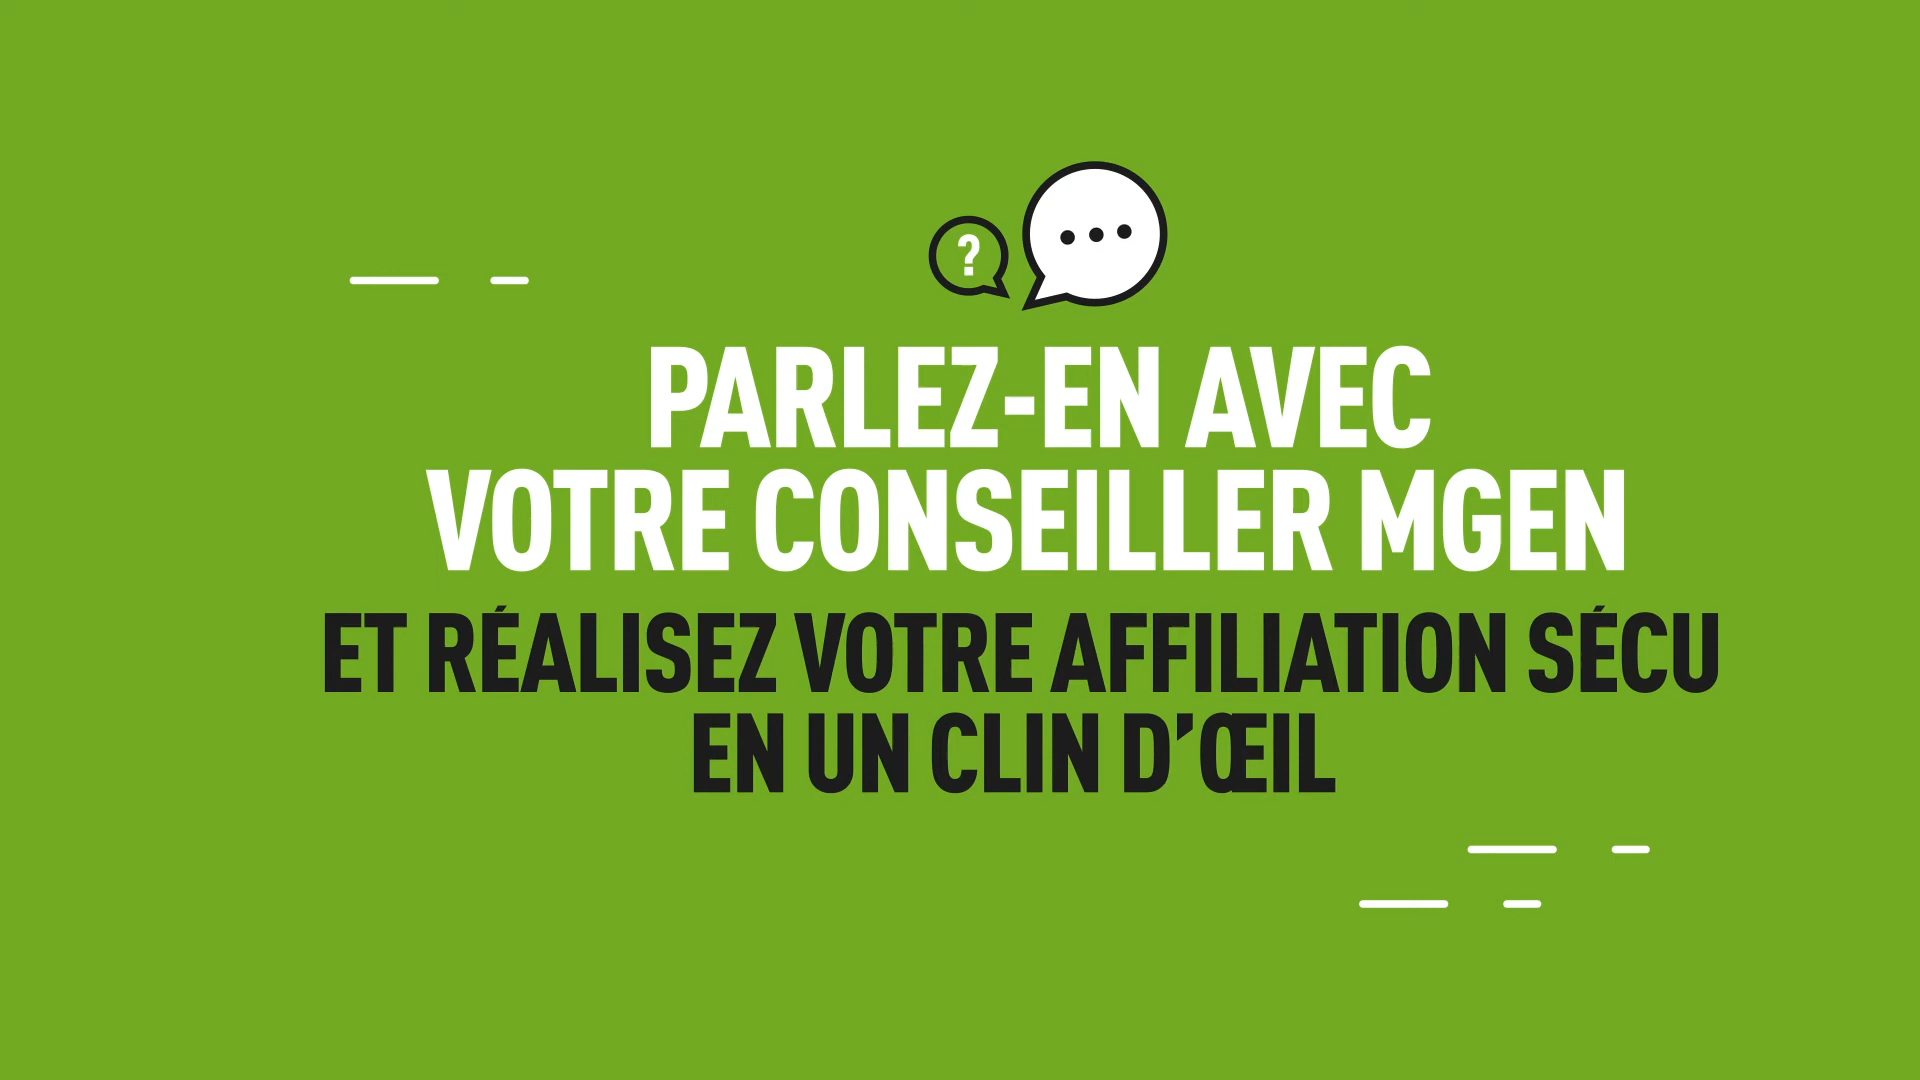 ?
PARLEZ-EN AVEC
VOTRE CONSEILLER MGEN
ET RÉALISEZ VOTRE AFFILIATION SÉCU
EN UN CLIN D’ŒIL